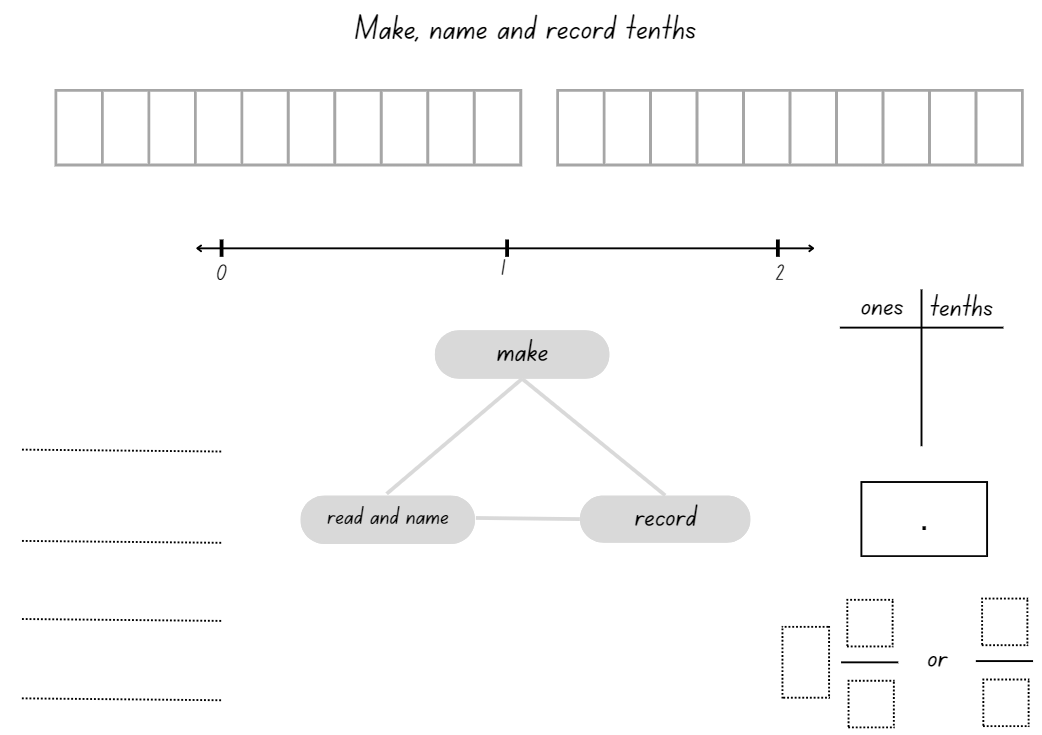 Make, name and record tenths
0 1 2
ones tenths
make
read and name record
.
or